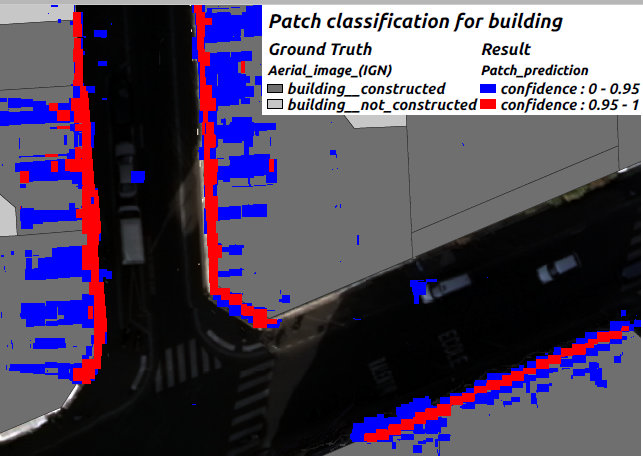 Patch classification for building
Ground Truth Result
Aerial_image_(IGN) Patch_prediction
building__constructed confidence : 0 - 0.95
building__not_constructed confidence : 0.95 - 1
ECOLE